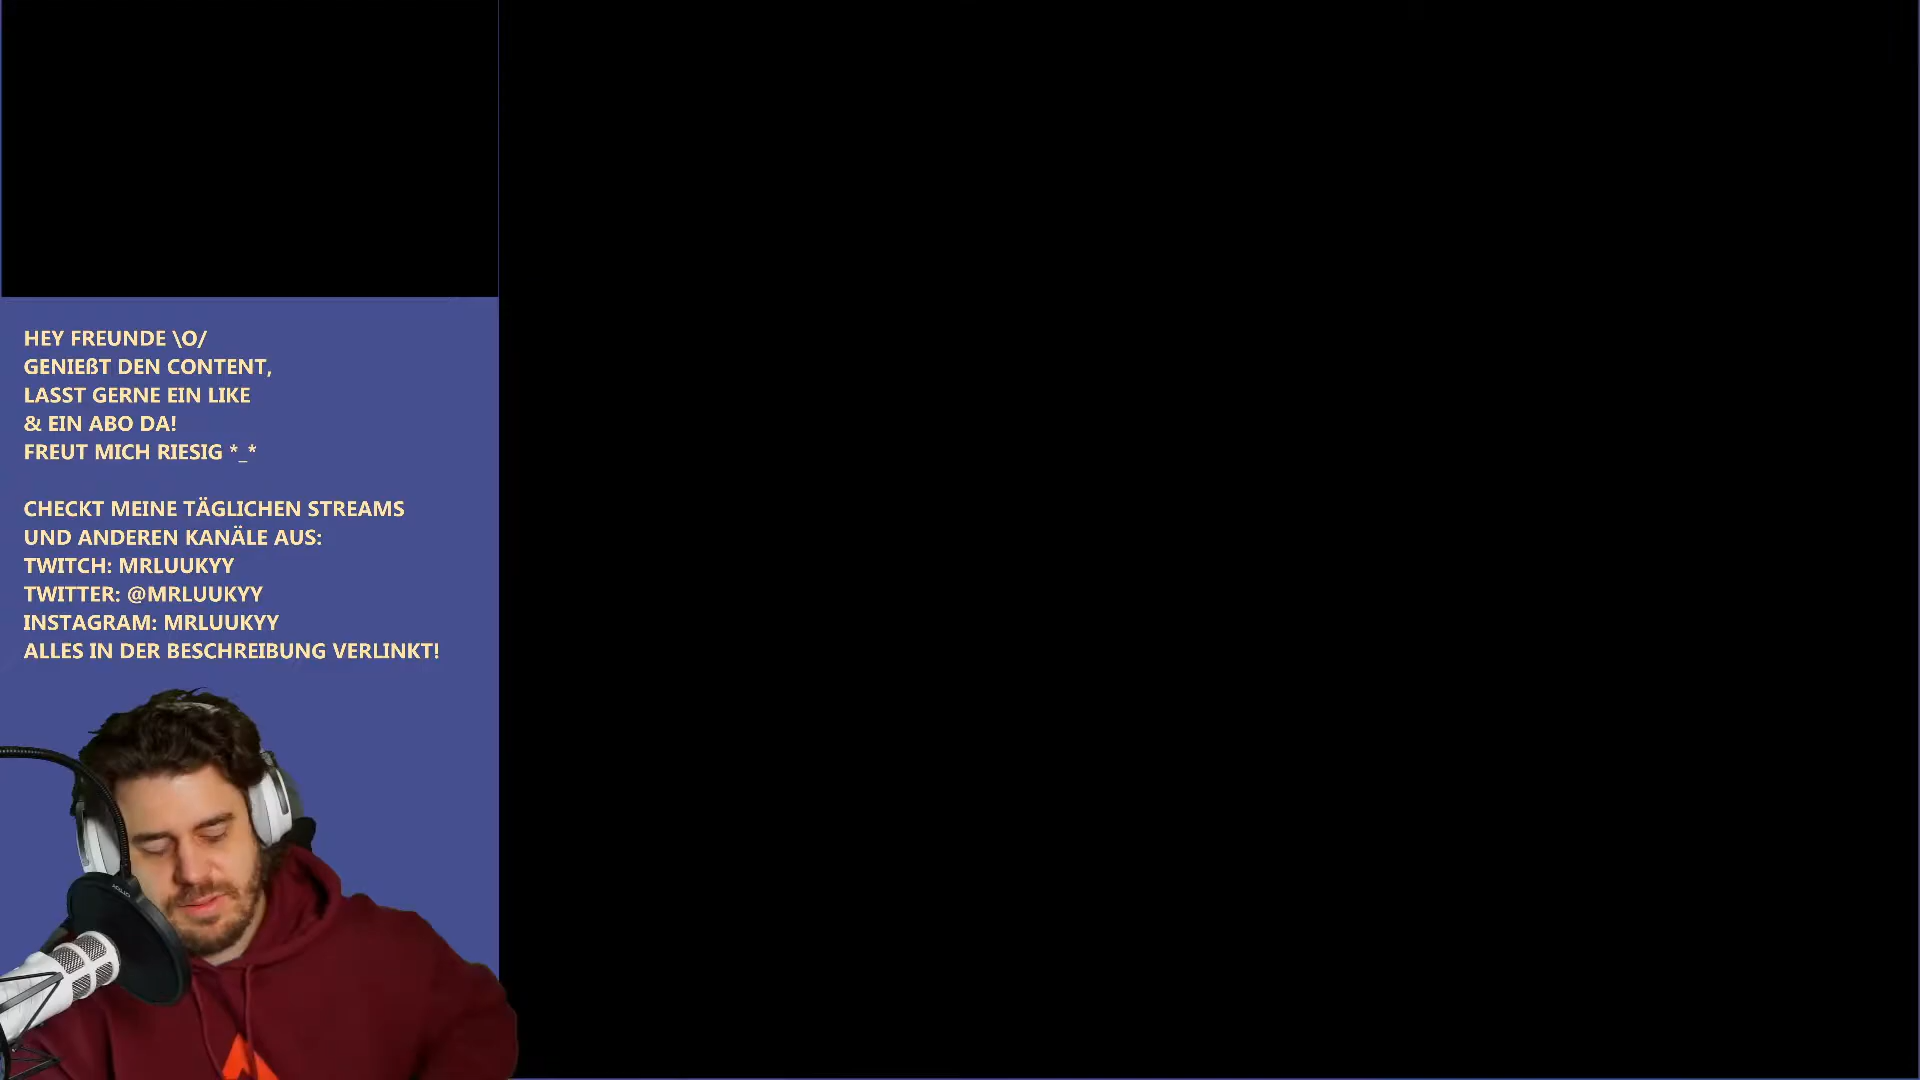 HEY FREUNDE \O/
GENIEßT DEN CONTENT,
LASST GERNE EIN LIKE
& EIN ABO DA!
FREUT MICH RIESIG *_*
CHECKT MEINE TÄGLICHEN STREAMS
UND ANDEREN KANÄLE AUS:
TWITCH: MRLUUKYY
TWITTER: @MRLUUKYY
INSTAGRAM: MRLUUKYY
ALLES IN DER BESCHREIBUNG VERLINKT!